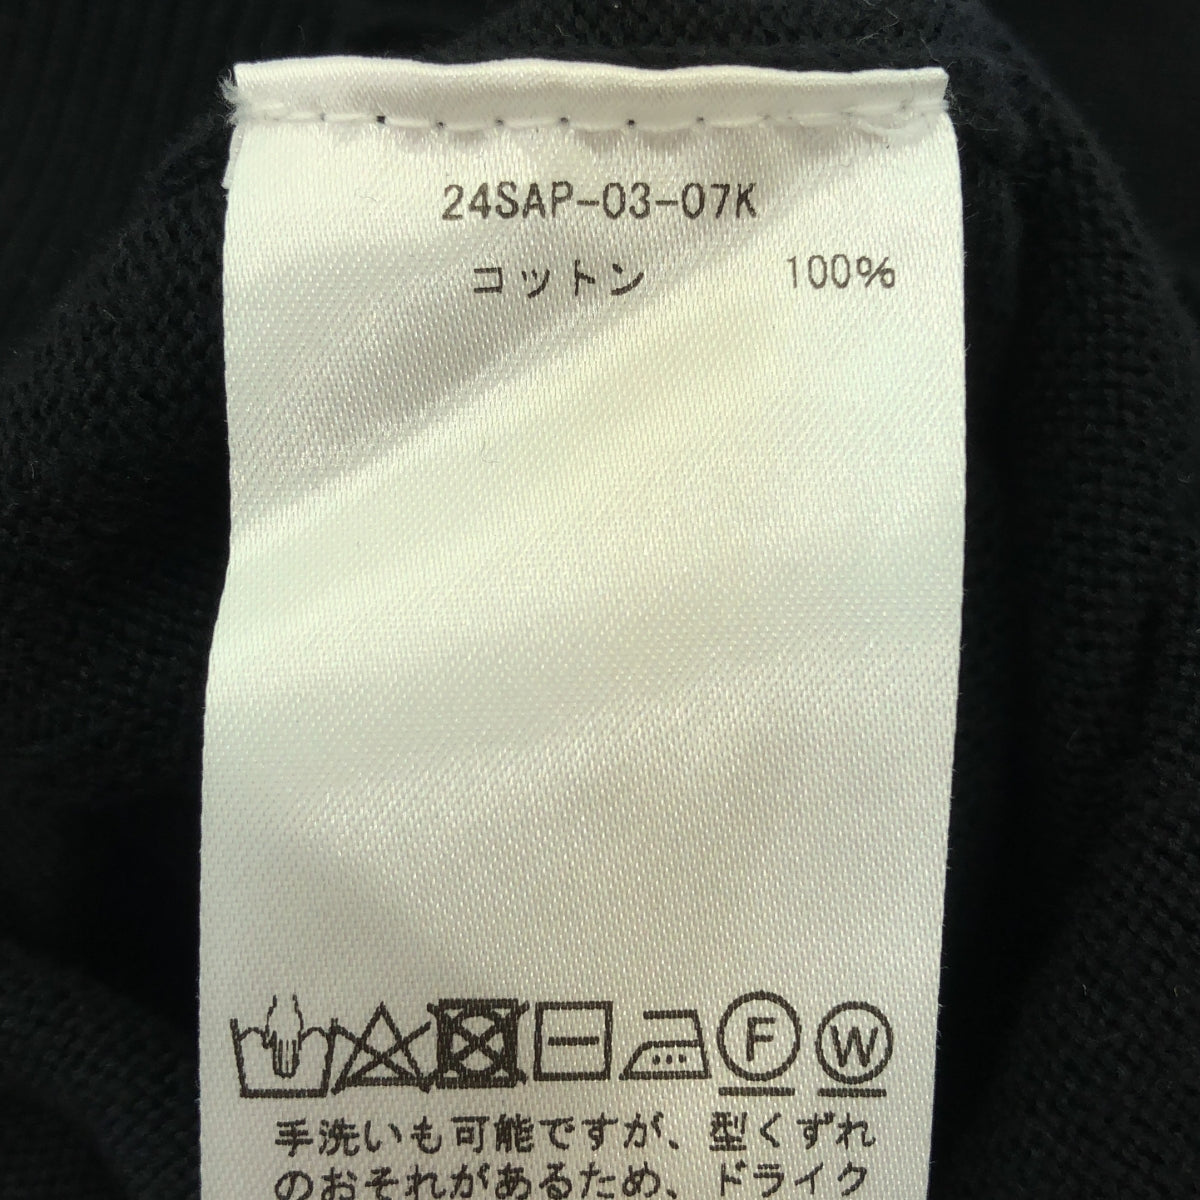 24SAP-03-07K
コットン 100%
F W
手洗いも可能ですが、型くずれ
のおそれがあるため、ドライク